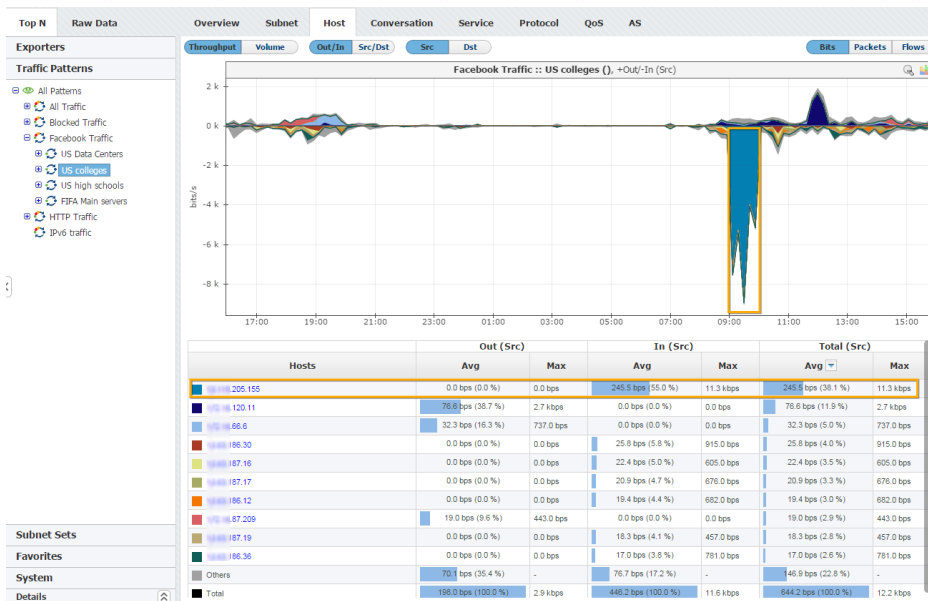 Top N Raw Data Overview Subnet Host Conversation Service Protocol QoS AS
Exporters
Throughput Volume Out/In Src/Dst Src Dst Bits Packets Flows
Traffic Patterns
All Patterns
All Traffic
Blocked Traffic
Facebook Traffic
US Data Centers
US colleges
US high schools
FIFA Main servers
HTTP Traffic
IPv6 traffic
Subnet Sets
Favorites
System
Details
Facebook Traffic :: US colleges (), +Out/-In (Src)
bits/s
2 k
0 k
-2 k
-4 k
-6 k
-8 k
17:00 19:00 21:00 23:00 01:00 03:00 05:00 07:00 09:00 11:00 13:00 15:00
Out (Src) In (Src) Total (Src)
Hosts Avg Max Avg Max Avg Max
.205.155 0.0 bps (0.0 %) 0.0 bps 245.5 bps (55.0 %) 11.3 kbps 245.5 bps (38.1 %) 11.3 kbps
.120.11 76.6 bps (38.7 %) 2.7 kbps 0.0 bps (0.0 %) 0.0 bps 76.6 bps (11.9 %) 2.7 kbps
.66.6 32.3 bps (16.3 %) 737.0 bps 0.0 bps (0.0 %) 0.0 bps 32.3 bps (5.0 %) 737.0 bps
.186.30 0.0 bps (0.0 %) 0.0 bps 25.8 bps (5.8 %) 915.0 bps 25.8 bps (4.0 %) 915.0 bps
.187.16 0.0 bps (0.0 %) 0.0 bps 22.4 bps (5.0 %) 605.0 bps 22.4 bps (3.5 %) 605.0 bps
.187.17 0.0 bps (0.0 %) 0.0 bps 20.9 bps (4.7 %) 676.0 bps 20.9 bps (3.3 %) 676.0 bps
.186.12 0.0 bps (0.0 %) 0.0 bps 19.4 bps (4.4 %) 682.0 bps 19.4 bps (3.0 %) 682.0 bps
.87.209 19.0 bps (9.6 %) 443.0 bps 0.0 bps (0.0 %) 0.0 bps 19.0 bps (2.9 %) 443.0 bps
.187.19 0.0 bps (0.0 %) 0.0 bps 18.3 bps (4.1 %) 457.0 bps 18.3 bps (2.8 %) 457.0 bps
.186.36 0.0 bps (0.0 %) 0.0 bps 17.0 bps (3.8 %) 781.0 bps 17.0 bps (2.6 %) 781.0 bps
Others 70.1 bps (35.4 %) - 76.7 bps (17.2 %) - 146.9 bps (22.8 %) -
Total 198.0 bps (100.0 %) 2.9 kbps 446.2 bps (100.0 %) 11.6 kbps 644.2 bps (100.0 %) 12.2 kbps